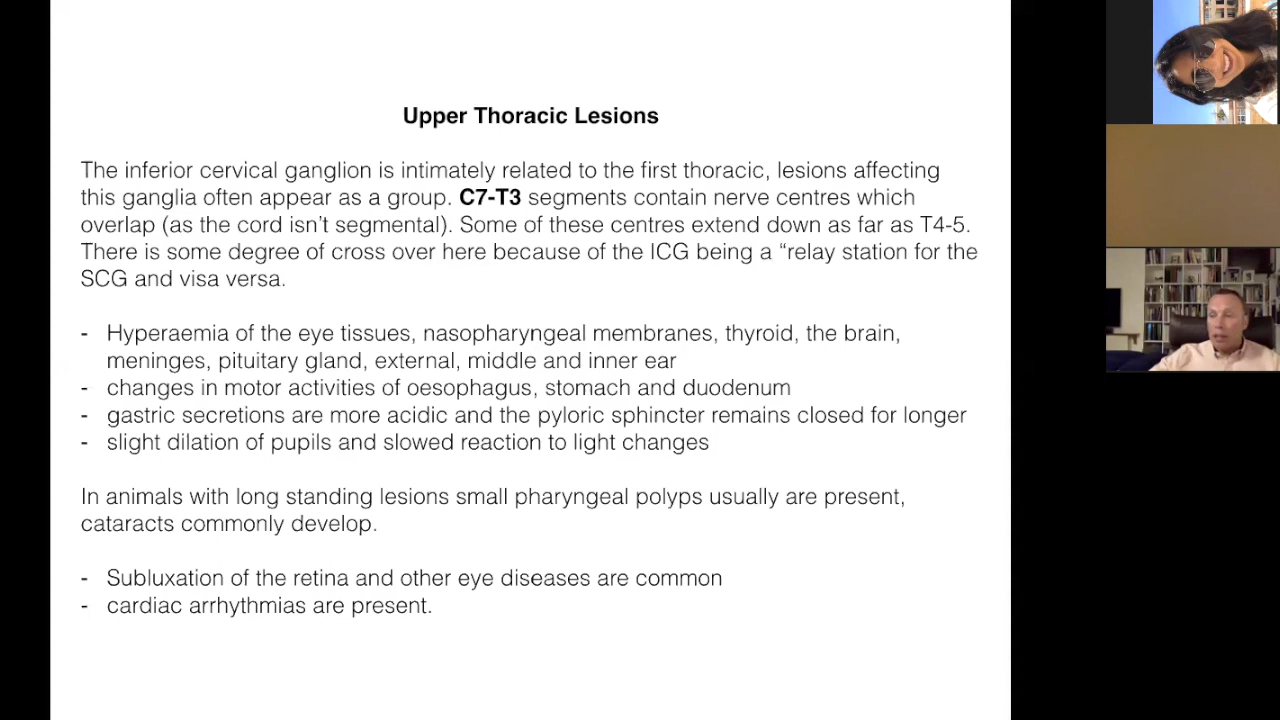 Upper Thoracic Lesions
The inferior cervical ganglion is intimately related to the first thoracic, lesions affecting
this ganglia often appear as a group. C7-T3 segments contain nerve centres which
overlap (as the cord isn't segmental). Some of these centres extend down as far as T4-5.
There is some degree of cross over here because of the ICG being a “relay station for the
SCG and visa versa.
- Hyperaemia of the eye tissues, nasopharyngeal membranes, thyroid, the brain,
meninges, pituitary gland, external, middle and inner ear
- changes in motor activities of oesophagus, stomach and duodenum
- gastric secretions are more acidic and the pyloric sphincter remains closed for longer
- slight dilation of pupils and slowed reaction to light changes
In animals with long standing lesions small pharyngeal polyps usually are present,
cataracts commonly develop.
- Subluxation of the retina and other eye diseases are common
- cardiac arrhythmias are present.